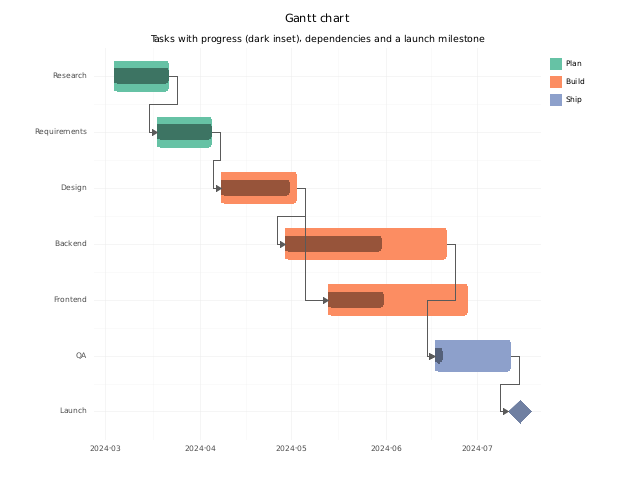 Gantt chart
Tasks with progress (dark inset), dependencies and a launch milestone
Research
Requirements
Design
Backend
Frontend
QA
Launch
2024-03
2024-04
2024-05
2024-06
2024-07
Plan
Build
Ship